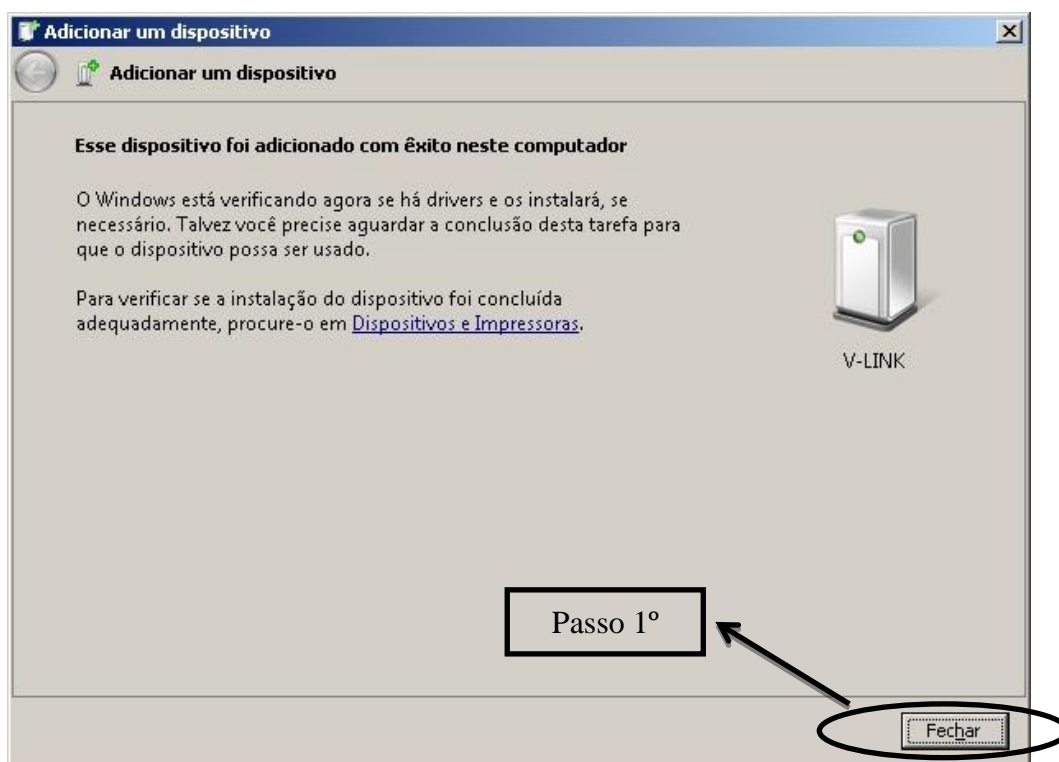 Adicionar um dispositivo
Adicionar um dispositivo
Esse dispositivo foi adicionado com êxito neste computador
O Windows está verificando agora se há drivers e os instalará, se
necessário. Talvez você precise aguardar a conclusão desta tarefa para
que o dispositivo possa ser usado.
Para verificar se a instalação do dispositivo foi concluída
adequadamente, procure-o em Dispositivos e Impressoras.
V-LINK
Passo 1º
Fechar